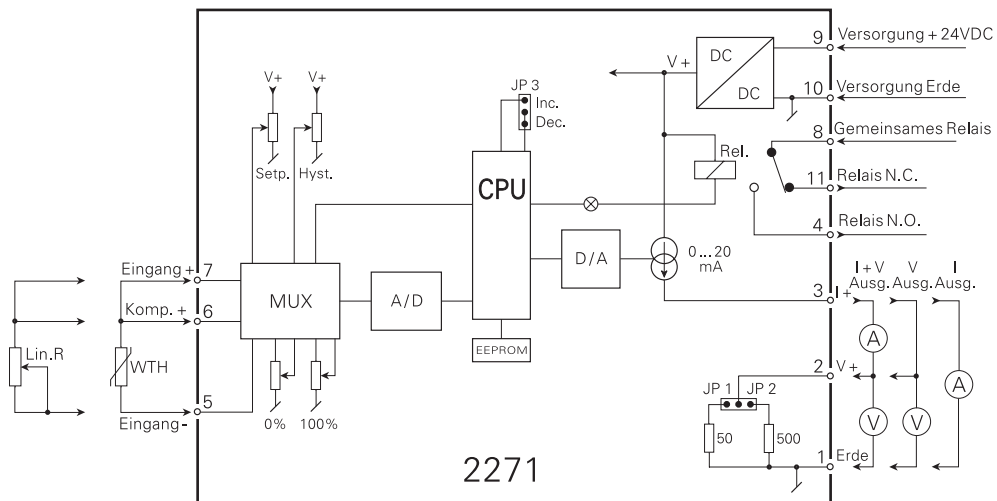 9 Versorgung + 24VDC
DC
V+
DC
10 Versorgung Erde
V+ V+
JP 3
Inc.
Dec.
8 Gemeinsames Relais
Rel.
Setp. Hyst.
CPU
11 Relais N.C.
4 Relais N.O.
D/A
0...20
mA
Eingang + 7
MUX
A/D
I + V V I
Ausg. Ausg. Ausg.
3 I+
Komp. + 6
A
EEPROM
Lin.R
WTH
2 V+
A
JP 1 JP 2
5
Eingang -
0% 100%
50 500
V V
2271
1 Erde